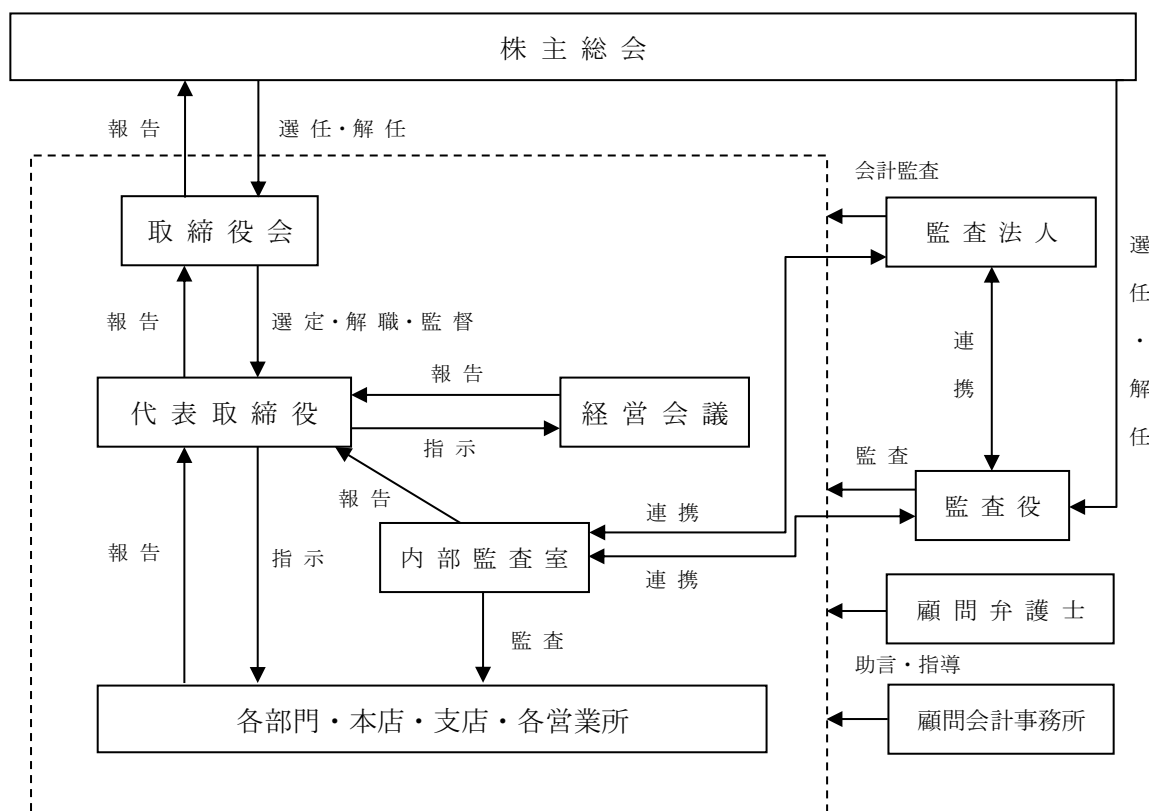 株主総会
報告
選任・解任
会計監査
取締役会
監査法人
選任・解任
報告
選定・解職・監督
連携
報告
代表取締役
経営会議
指示
監査
報告
連携
監査役
内部監査室
報告
指示
連携
顧問弁護士
監査
助言・指導
各部門・本店・支店・各営業所
顧問会計事務所